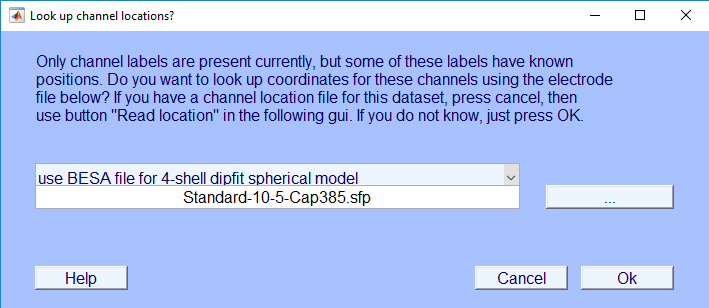 Look up channel locations?
Only channel labels are present currently, but some of these labels have known
positions. Do you want to look up coordinates for these channels using the electrode
file below? If you have a channel location file for this dataset, press cancel, then
use button "Read location" in the following gui. If you do not know, just press OK.
use BESA file for 4-shell dipfit spherical model
Standard-10-5-Cap385.sfp
...
Help
Cancel
Ok